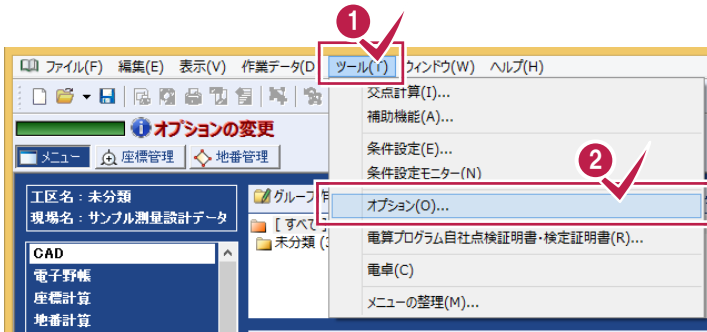 1
ファイル(F) 編集(E) 表示(V) 作業データ(D ツール(T) ウィンドウ(W) ヘルプ(H)
交点計算(I)...
補助機能(A)...
オプションの変更
メニュー 座標管理 地番管理
条件設定(E)...
2
条件設定モニター(N)
工区名：未分類
現場名：サンプル測量設計データ
グループ
オプション(O)...
[ すべて
未分類 (
電算プログラム自社点検証明書・検定証明書(R)...
CAD
電子野帳
座標計算
地番計算
電卓(C)
メニューの整理(M)...